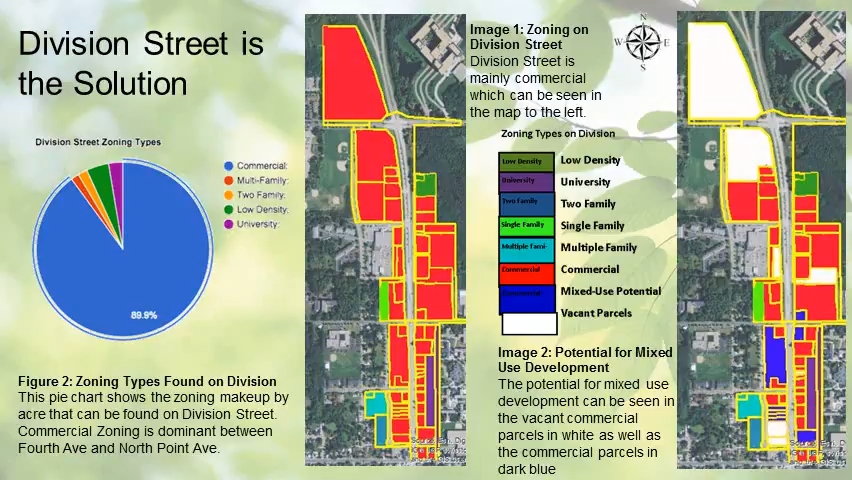 Division Street is
the Solution
Division Street Zoning Types
Commercial:
Multi-Family:
Two Family:
Low Density:
University:
89.9%
Figure 2: Zoning Types Found on Division
This pie chart shows the zoning makeup by
acre that can be found on Division Street.
Commercial Zoning is dominant between
Fourth Ave and North Point Ave.
Image 1: Zoning on
Division Street
Division Street is
mainly commercial
which can be seen in
the map to the left.
N
W E
S
Zoning Types on Division
Low Density Low Density
University University
Two Family Two Family
Single Family Single Family
Multiple Fami Multiple Family
Commercial Commercial
Commercial Mixed-Use Potential
Vacant Parcels
Image 2: Potential for Mixed
Use Development
The potential for mixed use
development can be seen in
the vacant commercial
parcels in white as well as
the commercial parcels in
dark blue